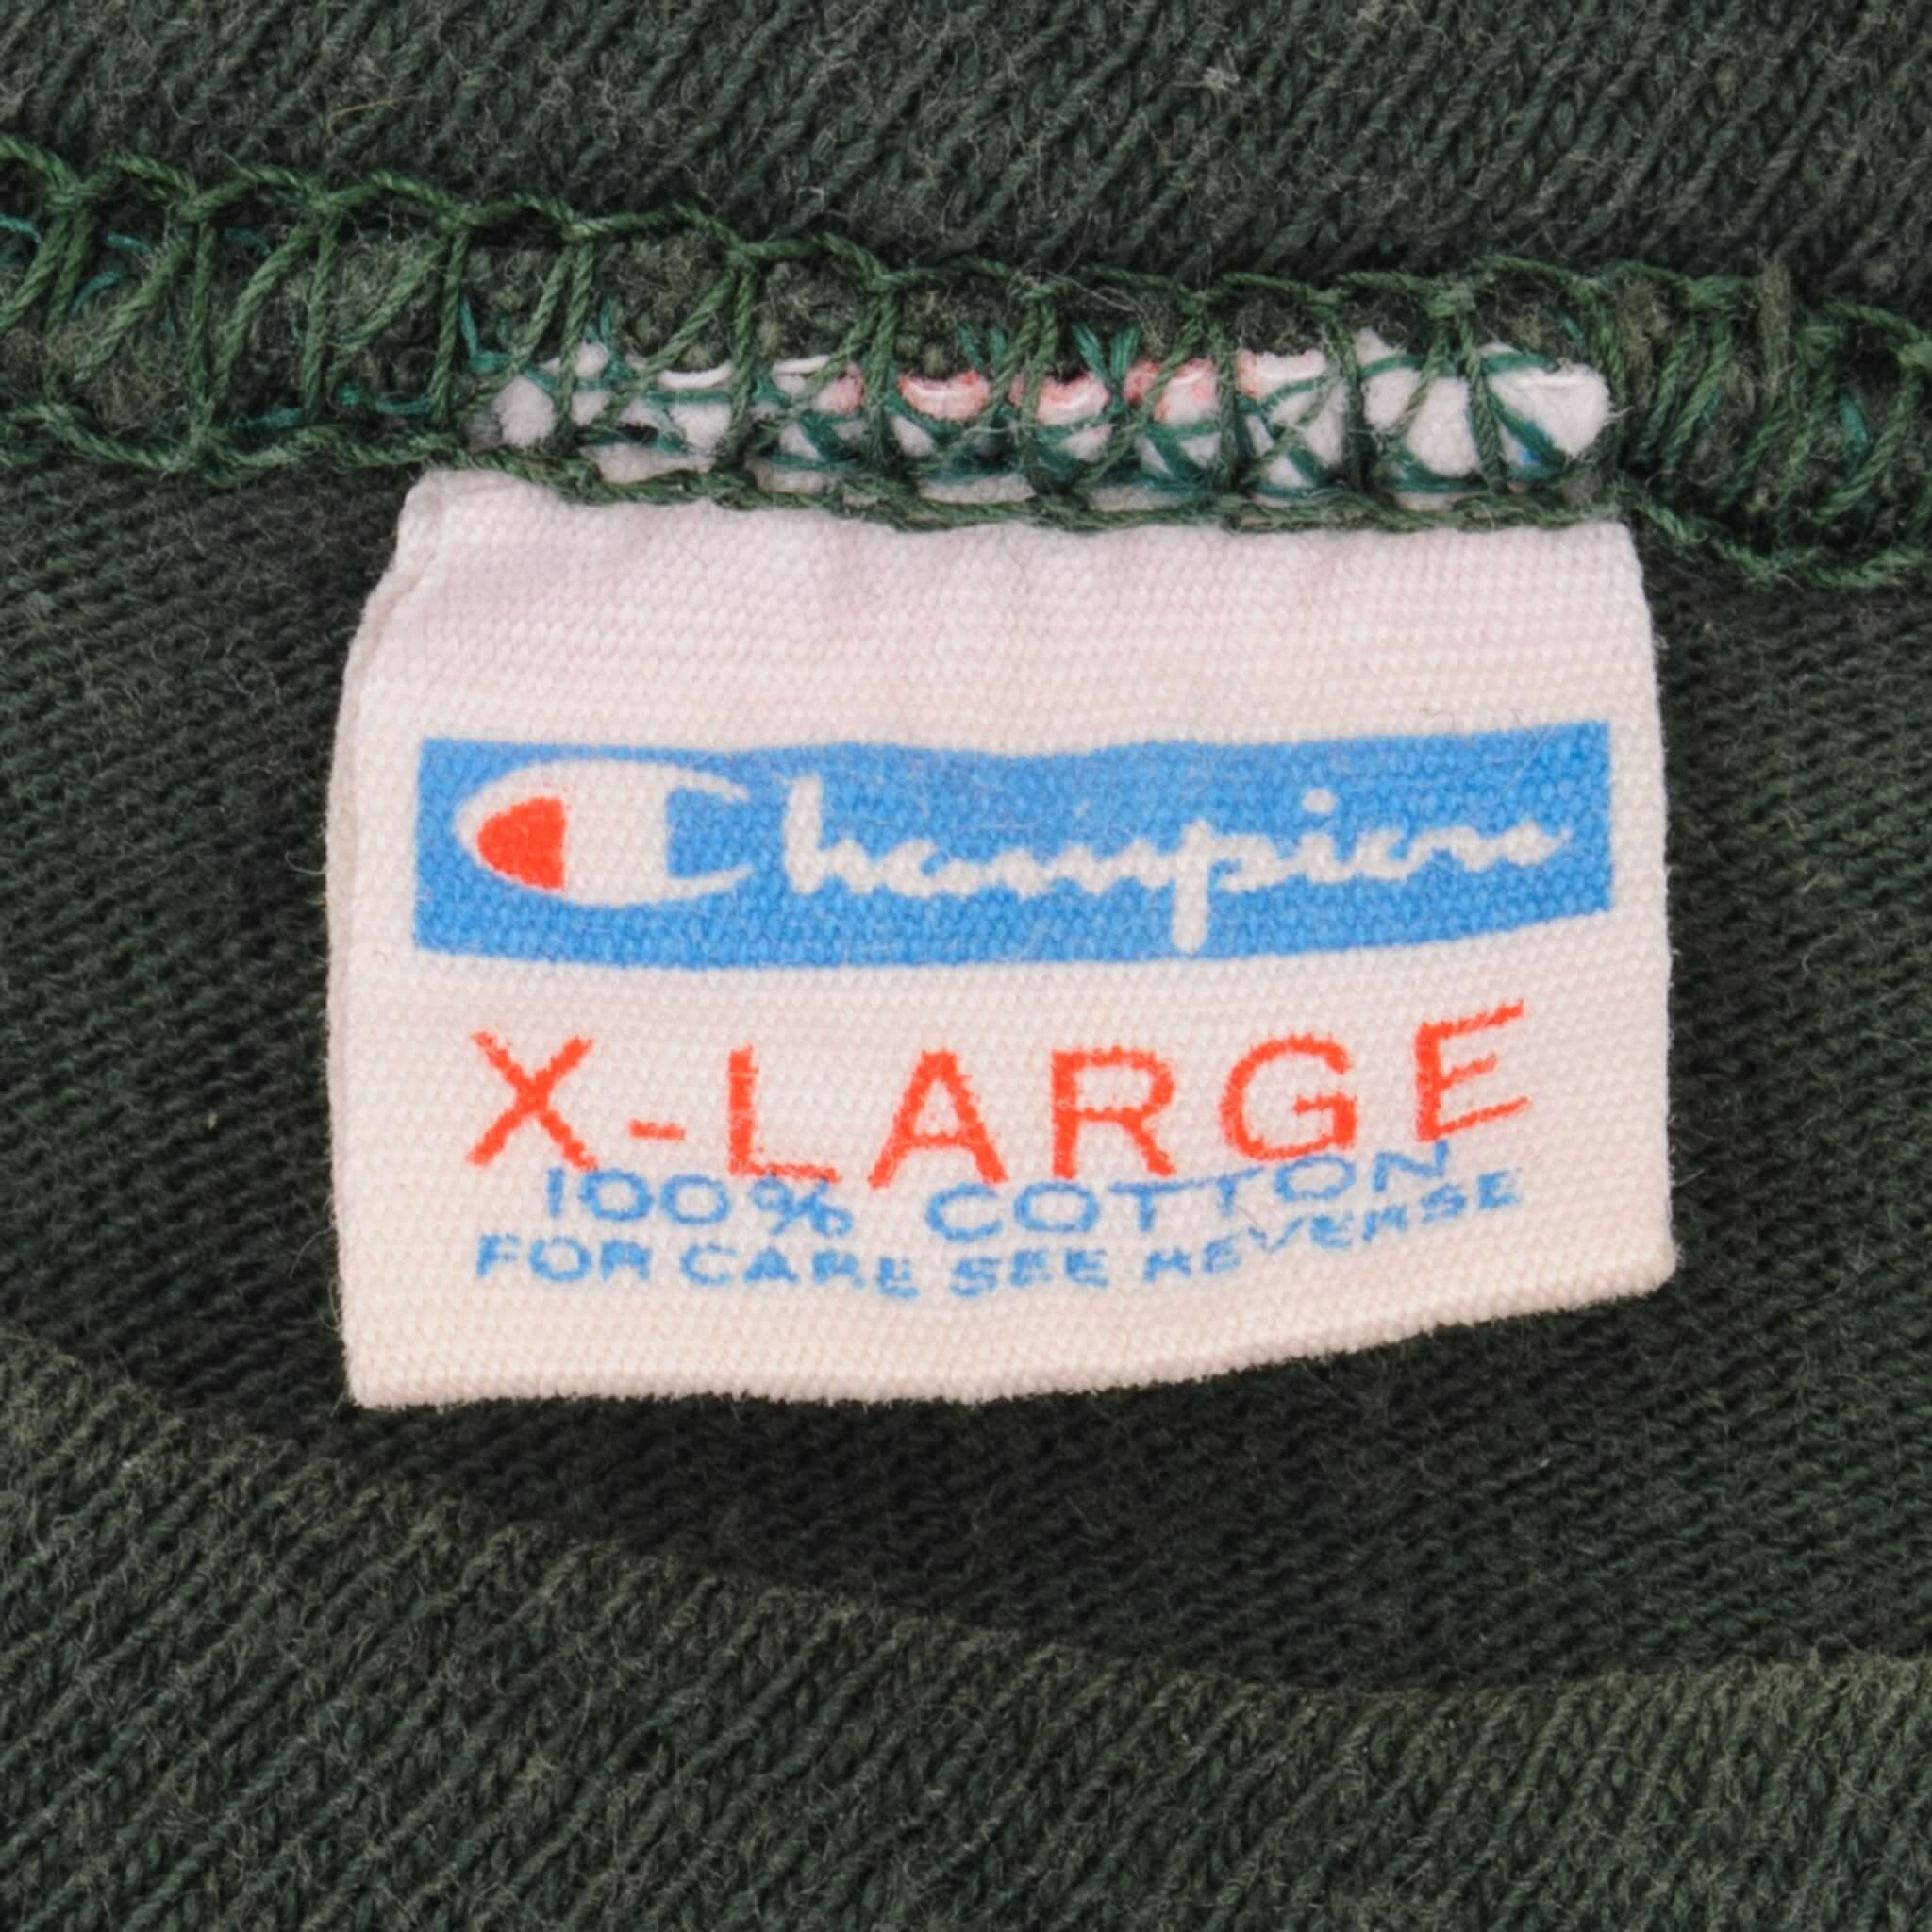 Champion
X-LARGE
100% COTTON
FOR CARE SEE REVERSE